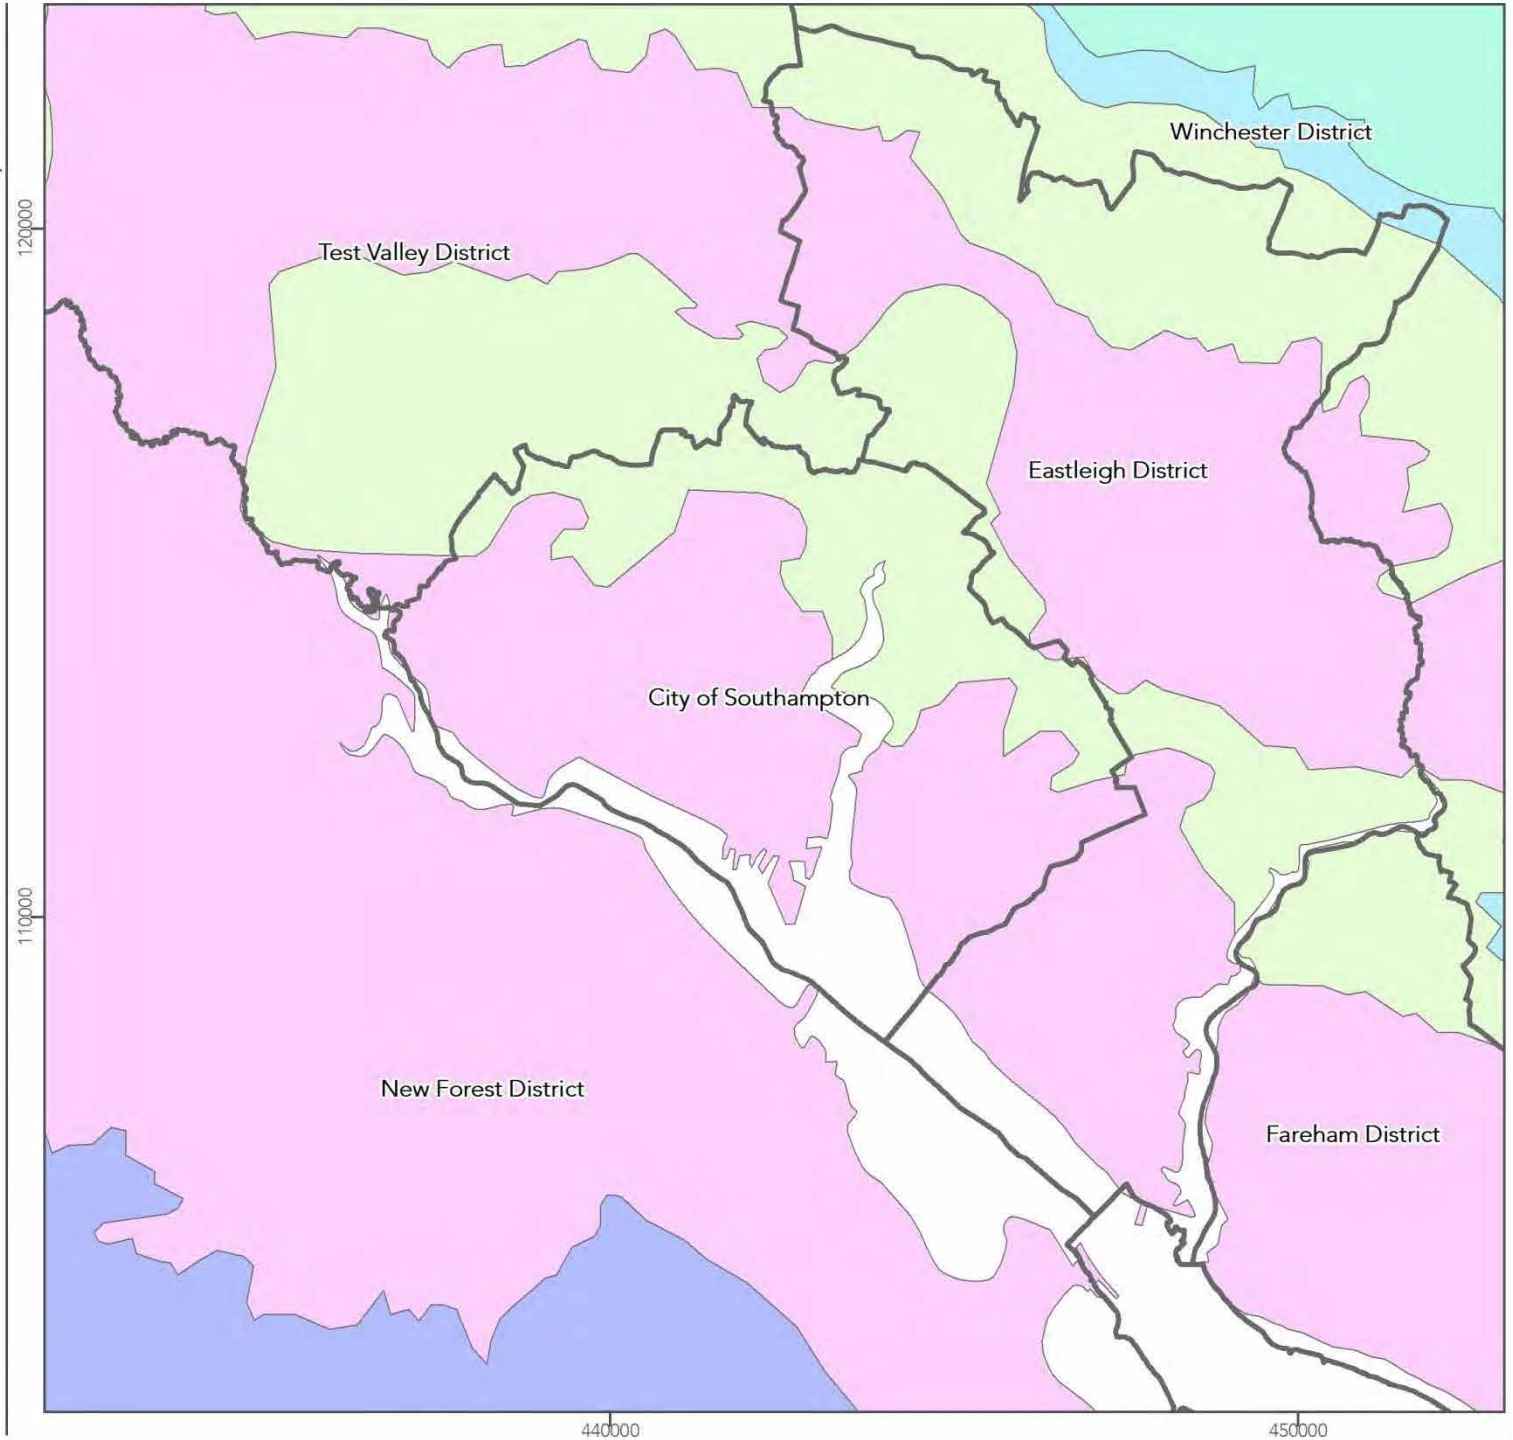 Winchester District
120000
Test Valley District
Eastleigh District
City of Southampton
110000
New Forest District
Fareham District
440000
450000